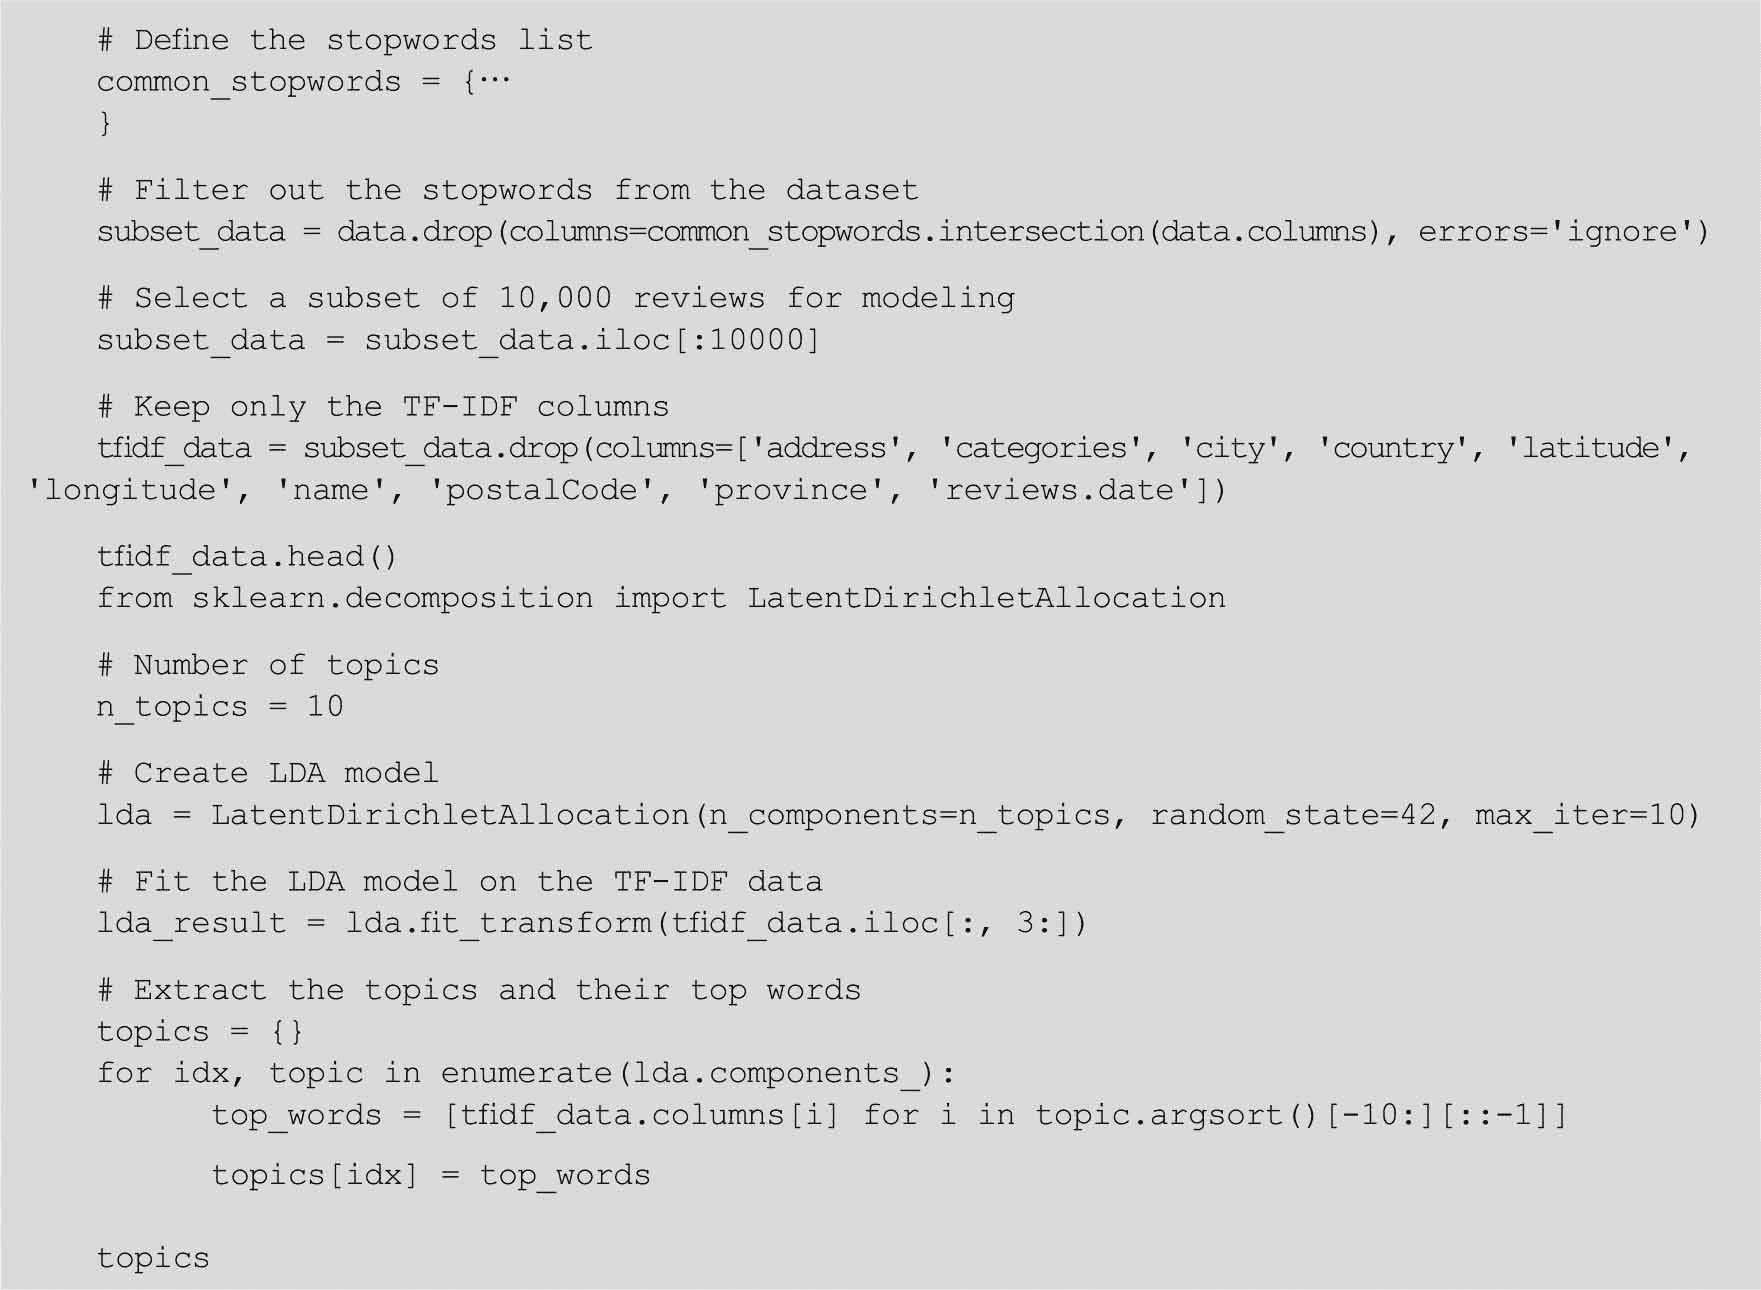 # Define the stopwords list
common_stopwords = {⋯
}
# Filter out the stopwords from the dataset
subset_data = data.drop(columns=common_stopwords.intersection(data.columns), errors='ignore')
# Select a subset of 10,000 reviews for modeling
subset_data = subset_data.iloc[:10000]
# Keep only the TF-IDF columns
tfidf_data = subset_data.drop(columns=['address', 'categories', 'city', 'country', 'latitude',
'longitude', 'name', 'postalCode', 'province', 'reviews.date'])
tfidf_data.head()
from sklearn.decomposition import LatentDirichletAllocation
# Number of topics
n_topics = 10
# Create LDA model
lda = LatentDirichletAllocation(n_components=n_topics, random_state=42, max_iter=10)
# Fit the LDA model on the TF-IDF data
lda_result = lda.fit_transform(tfidf_data.iloc[:, 3:])
# Extract the topics and their top words
topics = {}
for idx, topic in enumerate(lda.components_):
top_words = [tfidf_data.columns[i] for i in topic.argsort()[-10:][::-1]]
topics[idx] = top_words
topics